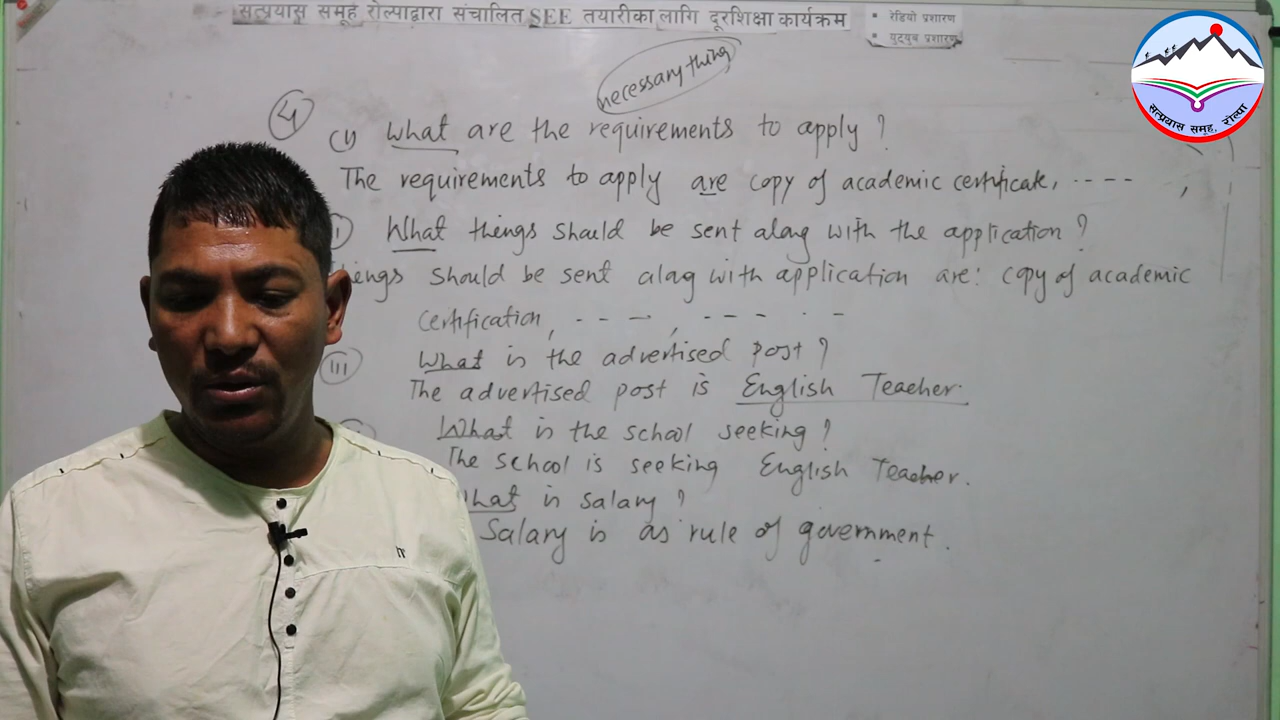 सत्प्रयास समूह रोल्पाद्वारा संचालित SEE तयारीका लागि दूरशिक्षा कार्यक्रम
▪ रेडियो प्रशारण
▪ युट्युब प्रशारण
सत्प्रयास समूह, रोल्पा
necessary thing
५
(i) What are the requirements to apply?
The requirements to apply are copy of academic certificate, ---- ,
What things should be sent along with the application?
things should be sent along with application are: copy of academic
certification, --- , --- - -
III What is the advertised post?
The advertised post is English Teacher.
What is the school seeking?
The school is seeking English Teacher.
What is salary?
Salary is as rule of government.